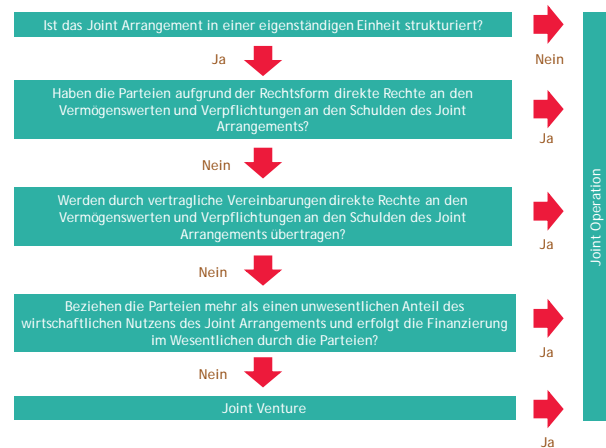 Ist das Joint Arrangement in einer eigenständigen Einheit strukturiert?
Ja
Nein
Haben die Parteien aufgrund der Rechtsform direkte Rechte an den
Vermögenswerten und Verpflichtungen an den Schulden des Joint
Arrangements?
Ja
Nein
Werden durch vertragliche Vereinbarungen direkte Rechte an den
Vermögenswerten und Verpflichtungen an den Schulden des Joint
Arrangements übertragen?
Ja
Nein
Beziehen die Parteien mehr als einen unwesentlichen Anteil des
wirtschaftlichen Nutzens des Joint Arrangements und erfolgt die Finanzierung
im Wesentlichen durch die Parteien?
Ja
Nein
Joint Venture
Ja
Joint Operation